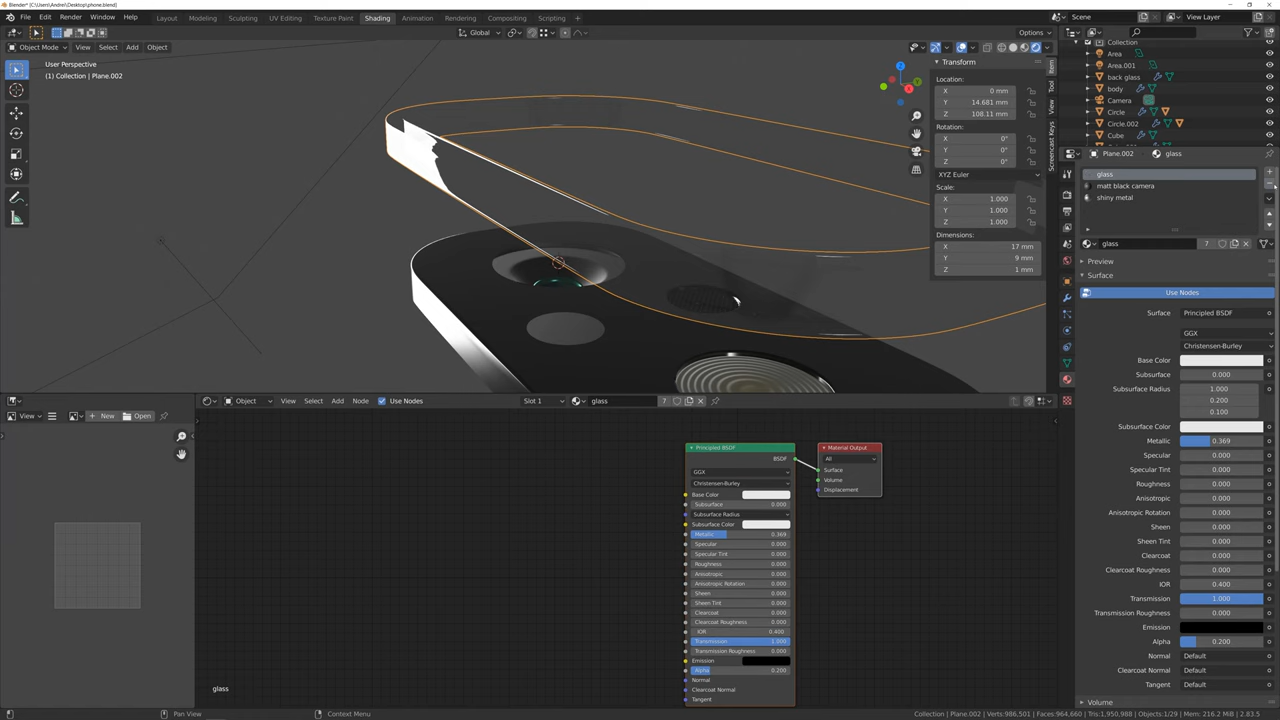 Blender* [C:\Users\Andrei\Desktop\phone.blend]
File Edit Render Window Help Layout Modeling Sculpting UV Editing Texture Paint Shading Animation Rendering Compositing Scripting + Scene View Layer
Global Options
Object Mode View Select Add Object
User Perspective
(1) Collection | Plane.002
Z
X
Transform
Location:
X 0 mm
Y 14.681 mm
Z 108.11 mm
Rotation:
X 0°
Y 0°
Z 0°
XYZ Euler
Scale:
X 1.000
Y 1.000
Z 1.000
Dimensions:
X 17 mm
Y 9 mm
Z 1 mm
Item
Tool
View
Screencast Keys
Collection
Area
Area.001
back glass
body
Camera
Circle
Circle.002
Cube
Plane.002 glass
glass
matt black camera
shiny metal
glass 7
Preview
Surface
Use Nodes
Surface Principled BSDF
GGX
Christensen-Burley
Base Color
Subsurface 0.000
Subsurface Radius 1.000
0.200
0.100
Subsurface Color
Metallic 0.369
Specular 0.000
Specular Tint 0.000
Roughness 0.000
Anisotropic 0.000
Anisotropic Rotation 0.000
Sheen 0.000
Sheen Tint 0.000
Clearcoat 0.000
Clearcoat Roughness 0.000
IOR 0.400
Transmission 1.000
Transmission Roughness 0.000
Emission
Alpha 0.200
Normal Default
Clearcoat Normal Default
Tangent Default
Volume
View New Open
Object View Select Add Node Use Nodes Slot 1 glass 7
Principled BSDF
BSDF
GGX
Christensen-Burley
Base Color
Subsurface 0.000
Subsurface Radius
Subsurface Color
Metallic 0.369
Specular 0.000
Specular Tint 0.000
Roughness 0.000
Anisotropic 0.000
Anisotropic Rotation 0.000
Sheen 0.000
Sheen Tint 0.000
Clearcoat 0.000
Clearcoat Roughness 0.000
IOR 0.400
Transmission 1.000
Transmission Roughness 0.000
Emission
Alpha 0.200
Normal
Clearcoat Normal
Tangent
Material Output
All
Surface
Volume
Displacement
glass
Pan View Context Menu Collection | Plane.002 | Verts:986,501 | Faces:964,660 | Tris:1,950,988 | Objects:1/29 | Mem: 216.2 MiB | 2.83.5